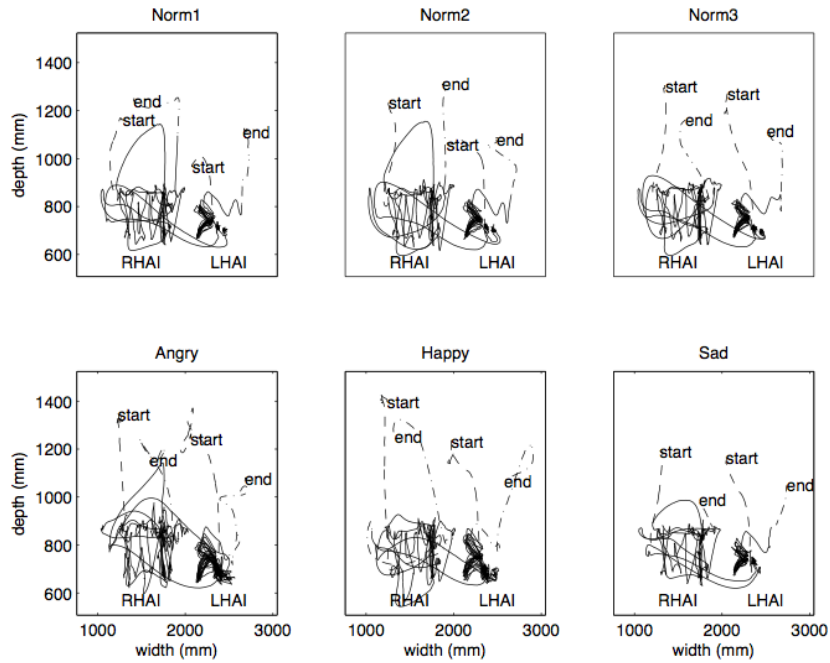 Norm1 Norm2 Norm3
1400
1200
1000
800
600
depth (mm)
end
start
start
end
RHAI LHAI
start
end
start
end
RHAI LHAI
start
end
start
end
RHAI LHAI
Angry Happy Sad
1400
1200
1000
800
600
depth (mm)
start
start
end
end
RHAI LHAI
start
end
start
end
RHAI LHAI
start
start
end
end
RHAI LHAI
1000 2000 3000
width (mm)
1000 2000 3000
width (mm)
1000 2000 3000
width (mm)